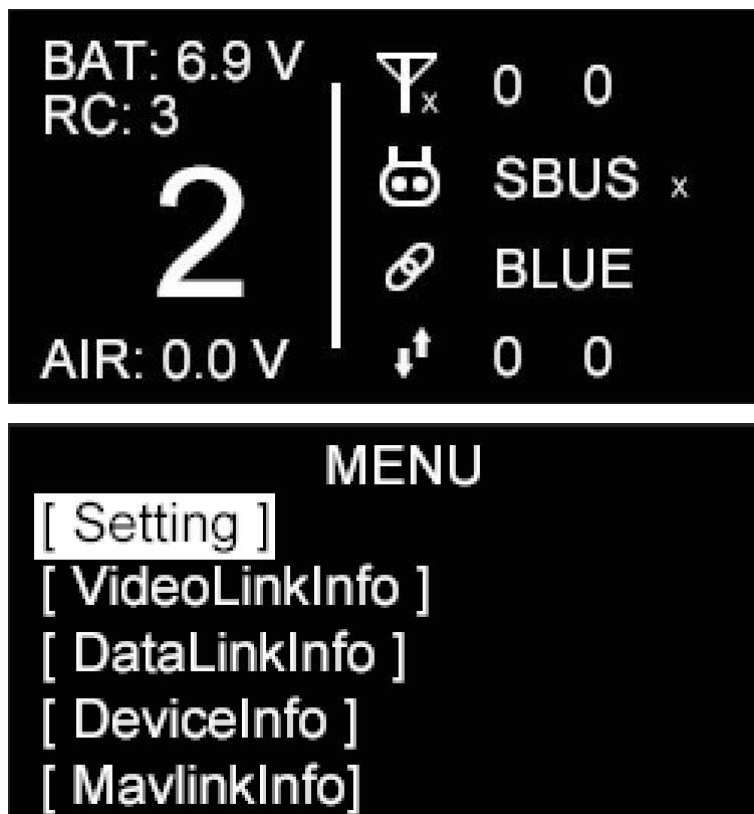 BAT: 6.9 V
RC: 3
2
AIR: 0.0 V
x 0 0
SBUS x
BLUE
0 0
MENU
[ Setting ]
[ VideoLinkInfo ]
[ DataLinkInfo ]
[ DeviceInfo ]
[ MavlinkInfo]